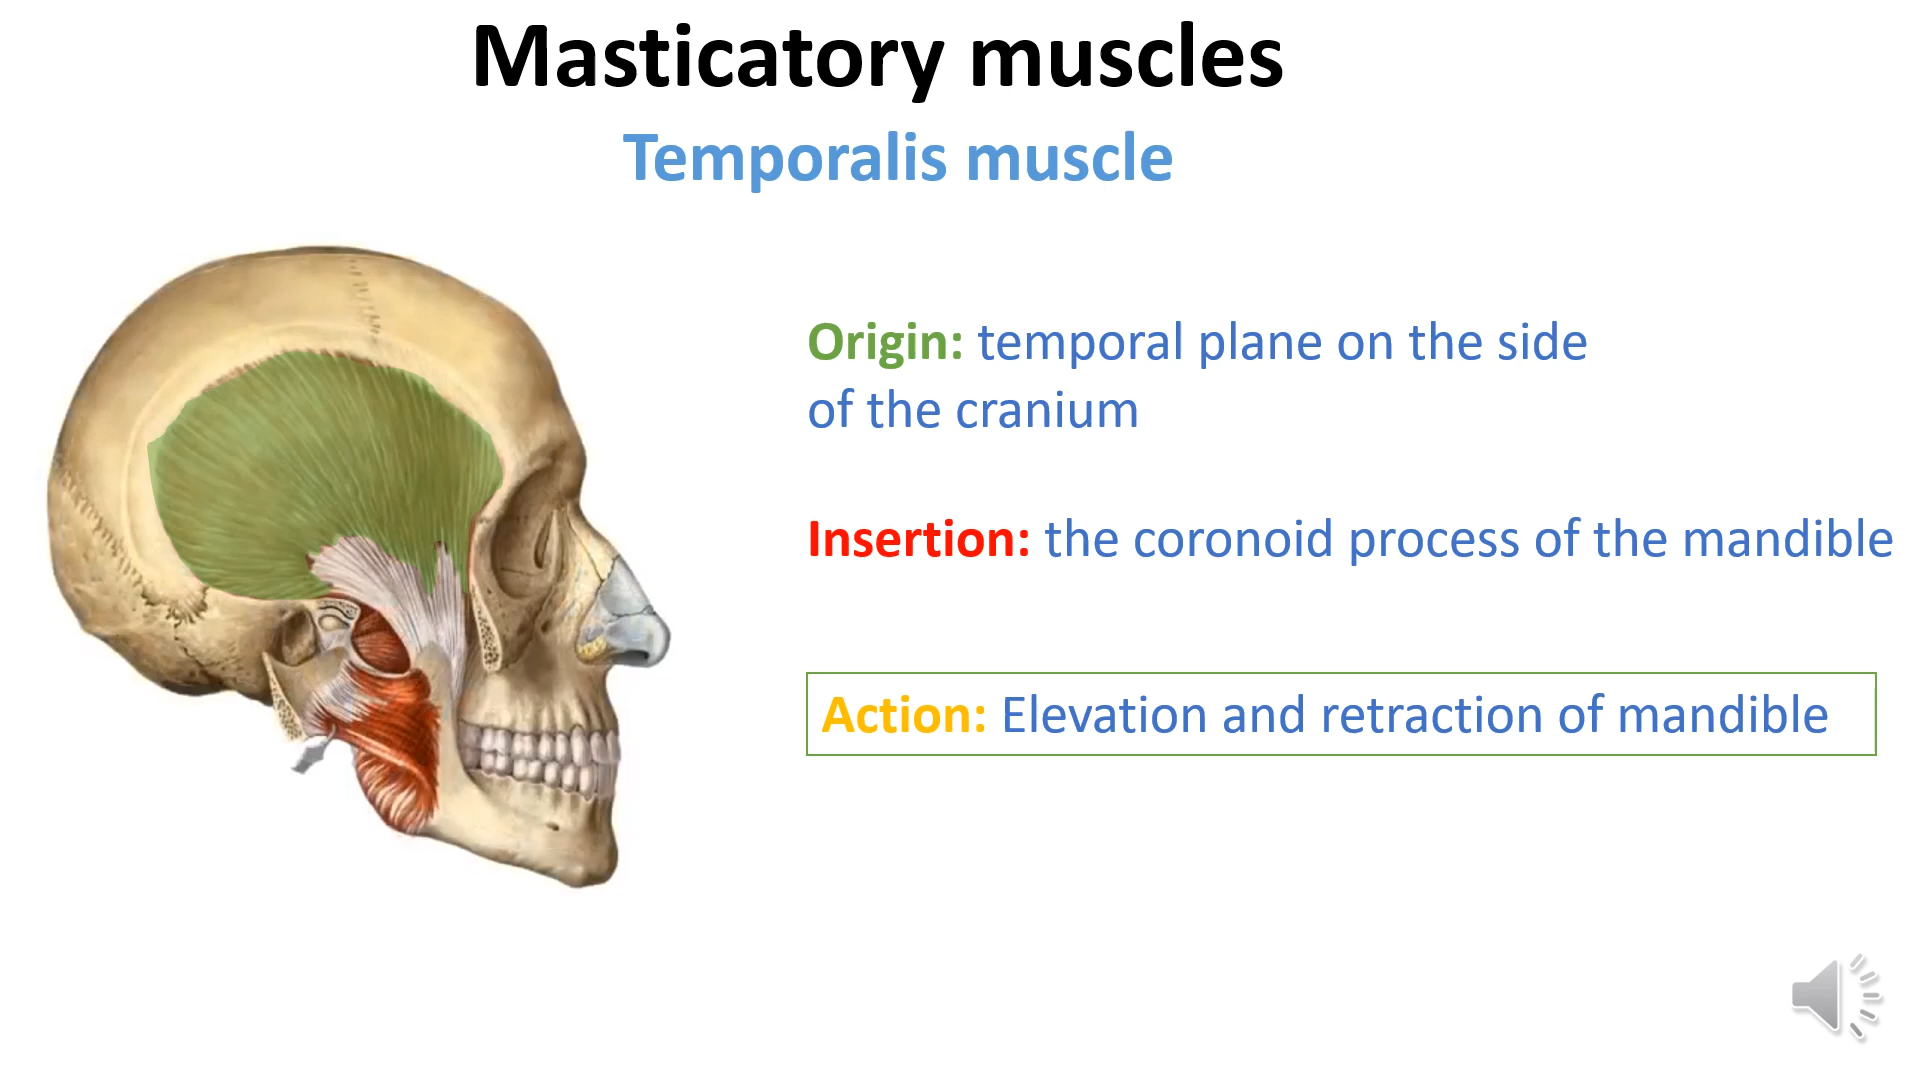 Masticatory muscles
Temporalis muscle
Origin: temporal plane on the side
of the cranium
Insertion: the coronoid process of the mandible
Action: Elevation and retraction of mandible